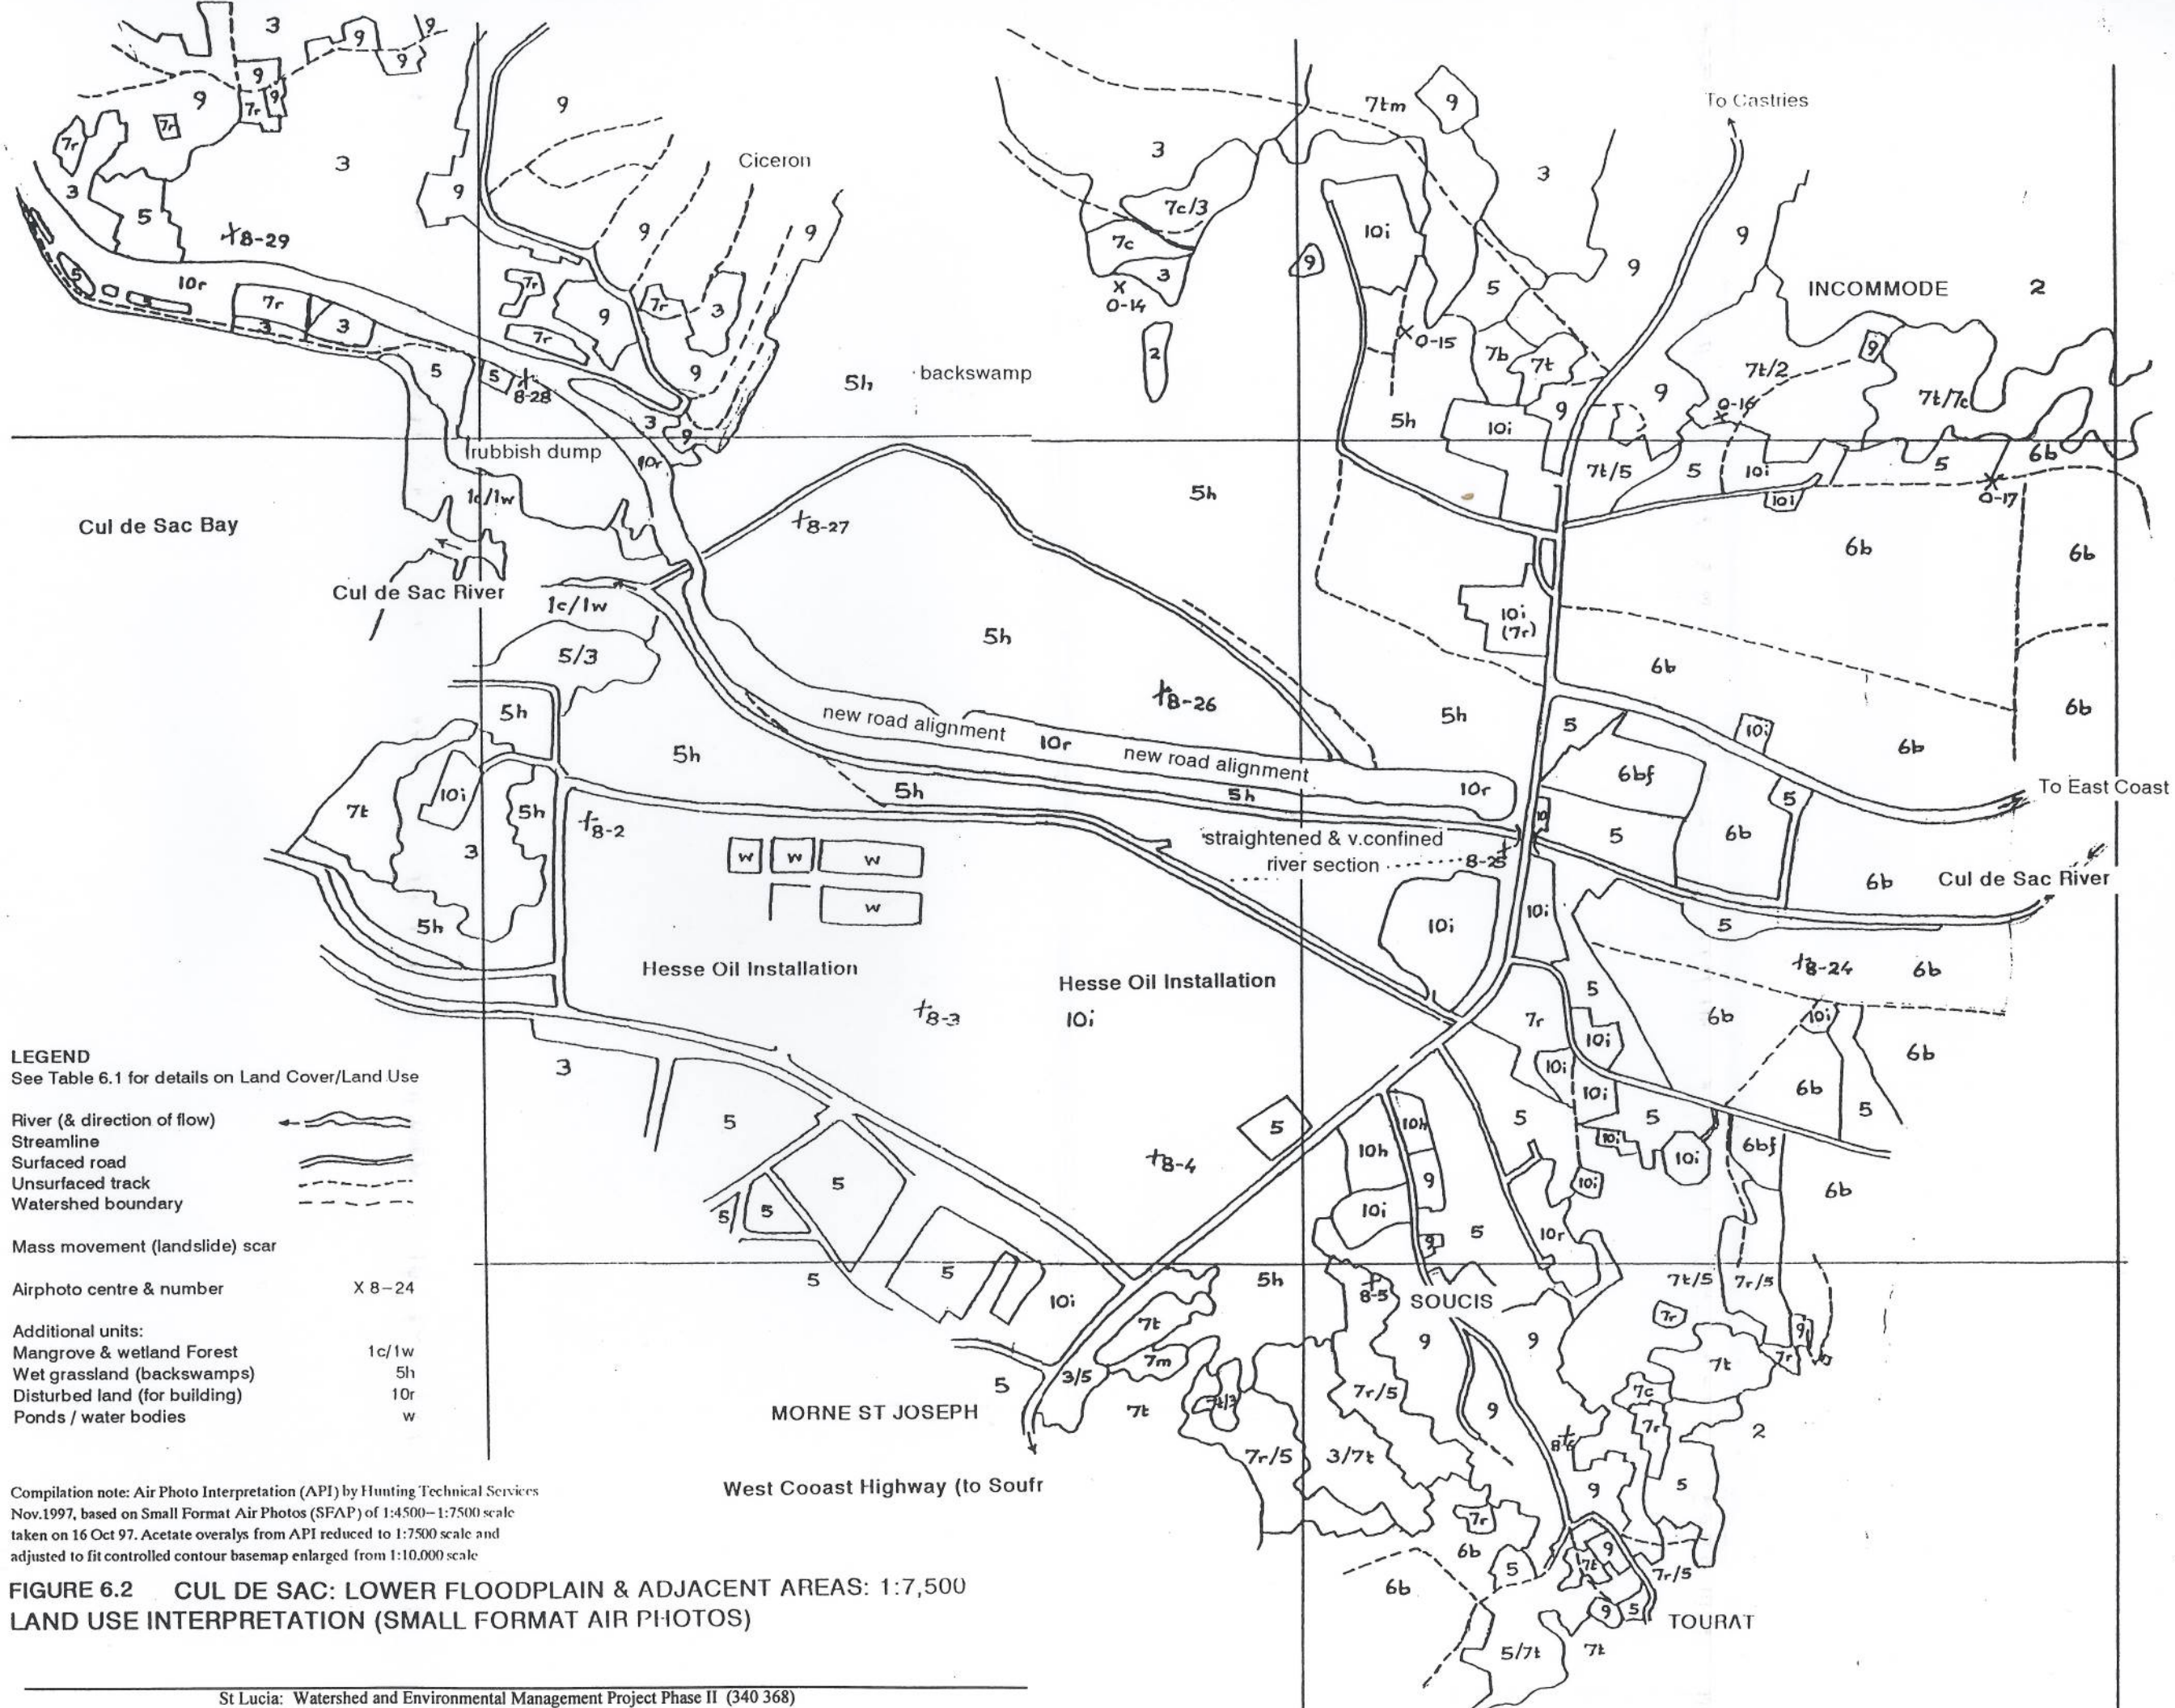 3
9
9
9
9
3
9
7r
9
9
7r
7r
3
5
8-29
9
Ciceron
9
9
3
7tm
9
To Castries
3
7c/3
7c
3
0-14
2
10i
9
9
9
INCOMMODE
2
5
10r
7r
3
3
7r
9
7r
3
7r
9
5
5
8-28
3
9
5h
backswamp
5
0-15
7b
7t
9
5h
10i
9
0-16
7t/2
9
7t/7c
rubbish dump
10r
1c/1w
7t/5
5
10i
10i
5
6b
0-17
Cul de Sac Bay
8-27
5h
6b
6b
Cul de Sac River
1c/1w
5/3
5h
10i
(7r)
6b
8-26
5h
6b
5h
5h
new road alignment
10r
new road alignment
10r
5
10i
6b
6bf
5
To East Coast
7t
10i
5h
3
8-2
5h
5h
straightened & v.confined
river section
8-25
10
5
6b
w
w
w
w
6b
Cul de Sac River
5h
10i
10i
5
Hesse Oil Installation
Hesse Oil Installation
8-24
6b
8-3
10i
5
7r
10i
6b
10i
6b
LEGEND
See Table 6.1 for details on Land Cover/Land Use
3
10i
10i
6b
5
River (& direction of flow)
Streamline
Surfaced road
Unsurfaced track
Watershed boundary
5
5
8-4
10h
10h
5
5
10i
10i
6bf
9
10i
6b
5
5
5
10i
9
5
10r
Mass movement (landslide) scar
Airphoto centre & number X 8-24
5
5
10i
5h
8-5
SOUCIS
7t/5
7r/5
Additional units:
Mangrove & wetland Forest 1c/1w
Wet grassland (backswamps) 5h
Disturbed land (for building) 10r
Ponds / water bodies w
7t
7m
3/5
5
9
9
7r
9
7t
7r
7c
MORNE ST JOSEPH
7t
7r/5
9
7r
2
7r/5
3/7t
9
5
West Cooast Highway (to Soufr
Compilation note: Air Photo Interpretation (API) by Hunting Technical Services
Nov.1997, based on Small Format Air Photos (SFAP) of 1:4500-1:7500 scale
taken on 16 Oct 97. Acetate overalys from API reduced to 1:7500 scale and
adjusted to fit controlled contour basemap enlarged from 1:10.000 scale
7r
6b
5
7t
9
7r/5
6b
9
5
TOURAT
5/7t
7t
FIGURE 6.2 CUL DE SAC: LOWER FLOODPLAIN & ADJACENT AREAS: 1:7,500
LAND USE INTERPRETATION (SMALL FORMAT AIR PHOTOS)
St Lucia: Watershed and Environmental Management Project Phase II (340 368)